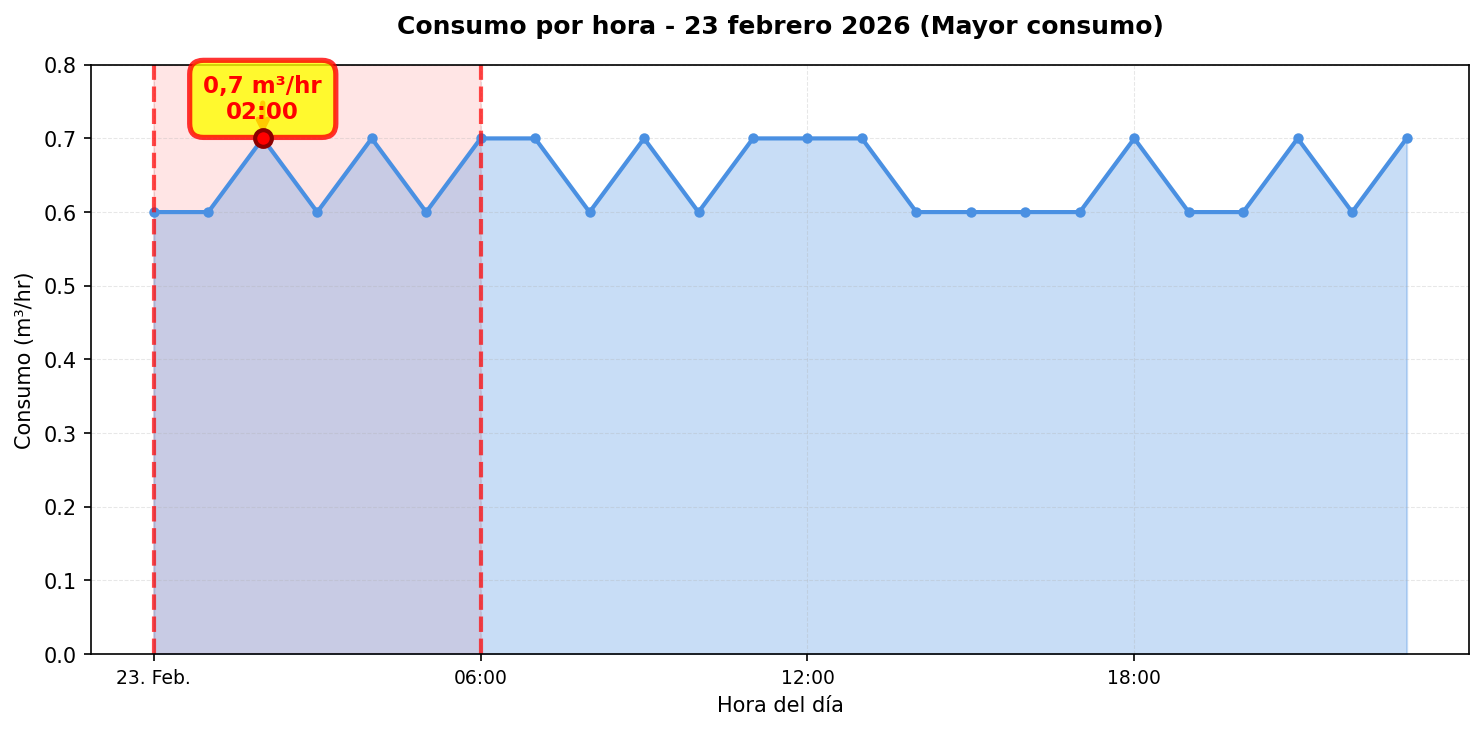 Consumo por hora - 23 febrero 2026 (Mayor consumo)
0,7 m³/hr
02:00
Consumo (m³/hr)
0.8
0.7
0.6
0.5
0.4
0.3
0.2
0.1
0.0
23. Feb.
06:00
12:00
18:00
Hora del día